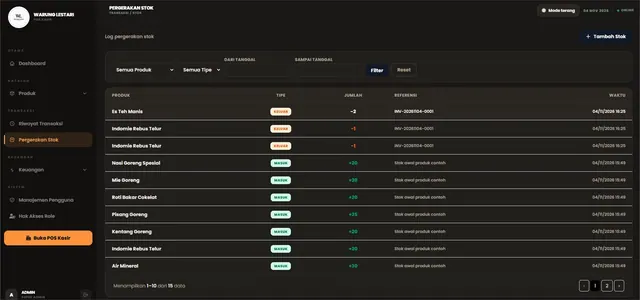 WARUNG LESTARI
PERGERAKAN STOK
Mode terang
Log pergerakan stok
+ Tambah Stok
DARI TANGGAL
SAMPAI TANGGAL
Semua Produk
Semua Tipe
Filter
Reset
Dashboard
Produk
TRANSAKSI
Riwayat Transaksi
Pergerakan Stok
KEUANGAN
Keuangan
SISTEM
Manajemen Pengguna
Hak Akses Role
Buka POS Kasir
A
ADMIN
PRODUK TIPE JUMLAH REFERENSI WAKTU
Es Teh Manis KELUAR -2 INV-20261104-0001 04/11/2026 16:25
Indomie Rebus Telur KELUAR -1 INV-20261104-0001 04/11/2026 16:25
Indomie Rebus Telur KELUAR -1 INV-20261104-0001 04/11/2026 16:25
Nasi Goreng Spesial MASUK +20 Stok awal produk contoh 04/11/2026 15:49
Mie Goreng MASUK +20 Stok awal produk contoh 04/11/2026 15:49
Roti Bakar Cokelat MASUK +20 Stok awal produk contoh 04/11/2026 15:49
Pisang Goreng MASUK Stok awal produk contoh 04/11/2026 15:49
Kentang Goreng MASUK Stok awal produk contoh 04/11/2026 15:49
Indomie Rebus Telur MASUK Stok awal produk contoh 04/11/2026 15:49
Air Mineral MASUK Stok awal produk contoh 04/11/2026 15:49
Menampilkan 1-10 dari 15 data
1 2